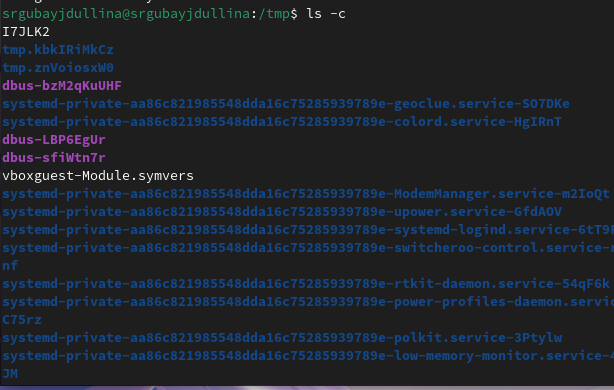 srgubayjdullina@srgubayjdullina:/tmp$ ls -c
I7JLK2
tmp.kbkIRiMkCz
tmp.znVoiosxW0
dbus-bzM2qKuUHF
systemd-private-aa86c821985548dda16c75285939789e-geoclue.service-SO7DKe
systemd-private-aa86c821985548dda16c75285939789e-colord.service-HgIRnT
dbus-LBP6EgUr
dbus-sfiWtn7r
vboxguest-Module.symvers
systemd-private-aa86c821985548dda16c75285939789e-ModemManager.service-m2IoQt
systemd-private-aa86c821985548dda16c75285939789e-upower.service-GfdAOV
systemd-private-aa86c821985548dda16c75285939789e-systemd-logind.service-6tT9
systemd-private-aa86c821985548dda16c75285939789e-switcheroo-control.service-
nf
systemd-private-aa86c821985548dda16c75285939789e-rtkit-daemon.service-54qF6k
systemd-private-aa86c821985548dda16c75285939789e-power-profiles-daemon.servic
C75rz
systemd-private-aa86c821985548dda16c75285939789e-polkit.service-3Ptylw
systemd-private-aa86c821985548dda16c75285939789e-low-memory-monitor.service-
JM